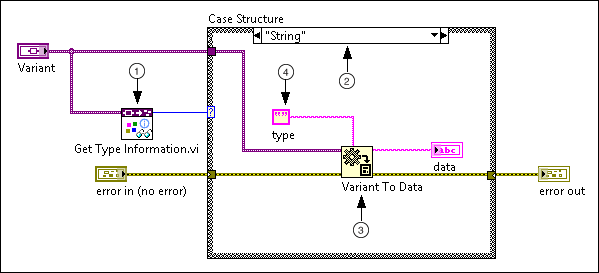 Case Structure
"String"
Variant
1
2
4
?
""
type
Get Type Information.vi
abc
data
error in (no error)
Variant To Data
error out
3